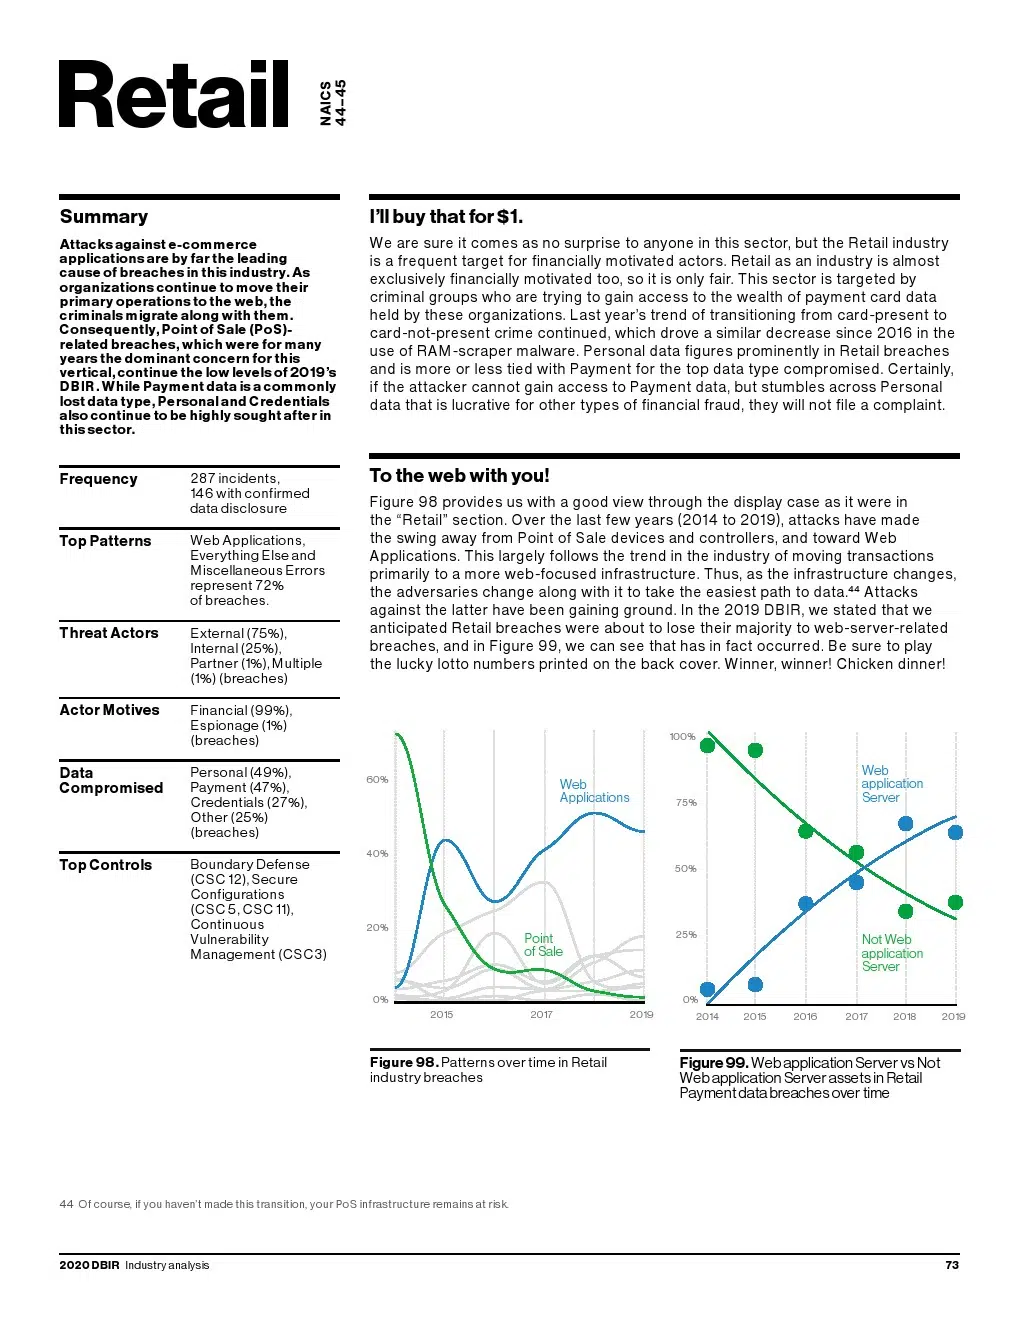 Retail
NAICS
44–45
Summary
Attacks against e-commerce
applications are by far the leading
cause of breaches in this industry. As
organizations continue to move their
primary operations to the web, the
criminals migrate along with them.
Consequently, Point of Sale (PoS)-
related breaches, which were for many
years the dominant concern for this
vertical, continue the low levels of 2019’s
DBIR. While Payment data is a commonly
lost data type, Personal and Credentials
also continue to be highly sought after in
this sector.
Frequency
287 incidents,
146 with confirmed
data disclosure
Top Patterns
Web Applications,
Everything Else and
Miscellaneous Errors
represent 72%
of breaches.
Threat Actors
External (75%),
Internal (25%),
Partner (1%), Multiple
(1%) (breaches)
Actor Motives
Financial (99%),
Espionage (1%)
(breaches)
Data
Compromised
Personal (49%),
Payment (47%),
Credentials (27%),
Other (25%)
(breaches)
Top Controls
Boundary Defense
(CSC 12), Secure
Configurations
(CSC 5, CSC 11),
Continuous
Vulnerability
Management (CSC3)
I’ll buy that for $1.
We are sure it comes as no surprise to anyone in this sector, but the Retail industry
is a frequent target for financially motivated actors. Retail as an industry is almost
exclusively financially motivated too, so it is only fair. This sector is targeted by
criminal groups who are trying to gain access to the wealth of payment card data
held by these organizations. Last year’s trend of transitioning from card-present to
card-not-present crime continued, which drove a similar decrease since 2016 in the
use of RAM-scraper malware. Personal data figures prominently in Retail breaches
and is more or less tied with Payment for the top data type compromised. Certainly,
if the attacker cannot gain access to Payment data, but stumbles across Personal
data that is lucrative for other types of financial fraud, they will not file a complaint.
To the web with you!
Figure 98 provides us with a good view through the display case as it were in
the “Retail” section. Over the last few years (2014 to 2019), attacks have made
the swing away from Point of Sale devices and controllers, and toward Web
Applications. This largely follows the trend in the industry of moving transactions
primarily to a more web-focused infrastructure. Thus, as the infrastructure changes,
the adversaries change along with it to take the easiest path to data.⁴⁴ Attacks
against the latter have been gaining ground. In the 2019 DBIR, we stated that we
anticipated Retail breaches were about to lose their majority to web-server-related
breaches, and in Figure 99, we can see that has in fact occurred. Be sure to play
the lucky lotto numbers printed on the back cover. Winner, winner! Chicken dinner!
60%
40%
20%
0%
Web
Applications
Point
of Sale
2015
2017
2019
Figure 98. Patterns over time in Retail
industry breaches
100%
75%
50%
25%
0%
Web
application
Server
Not Web
application
Server
2014
2015
2016
2017
2018
2019
Figure 99. Web application Server vs Not
Web application Server assets in Retail
Payment data breaches over time
44 Of course, if you haven’t made this transition, your PoS infrastructure remains at risk.
2020 DBIR Industry analysis
73